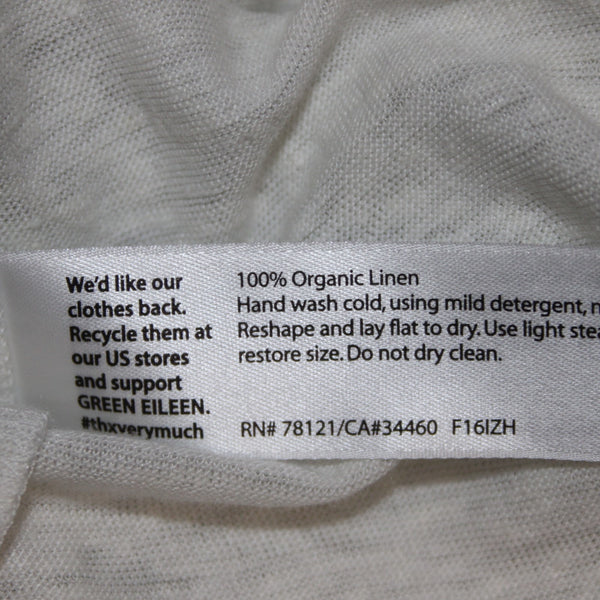 We'd like our
clothes back.
Recycle them at
our US stores
and support
GREEN EILEEN.
#thxverymuch
100% Organic Linen
Hand wash cold, using mild detergent,
Reshape and lay flat to dry. Use light
restore size. Do not dry clean.
RN# 78121/CA#34460 F16IZH